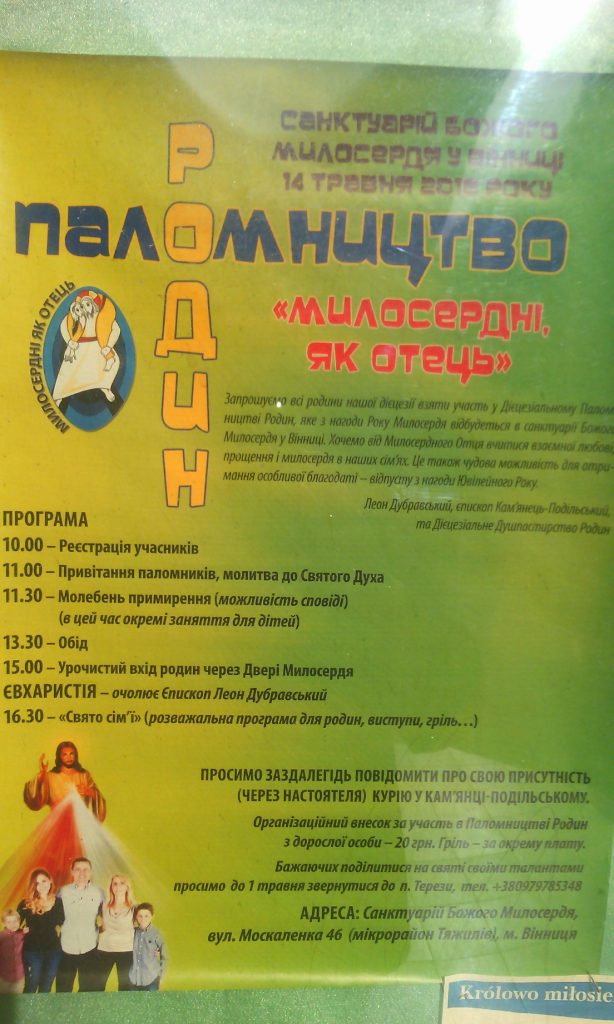 САНКТУАРІЙ БОЖОГО
МИЛОСЕРДЯ У ВІННИЦІ
14 ТРАВНЯ 2016 РОКУ
ПАЛОМНИЦТВО
РОДИН
«МИЛОСЕРДНІ,
ЯК ОТЕЦЬ»
МИЛОСЕРДНІ ЯК ОТЕЦЬ
Запрошуємо всі родини нашої дієцезії взяти участь у Дієцезіальному Палом-
ництві Родин, яке з нагоди Року Милосердя відбудеться в санктуарії Божого
Милосердя у Вінниці. Хочемо від Милосердного Отця вчитися взаємної любові,
прощення і милосердя в наших сім'ях. Це також чудова можливість для отри-
мання особливої благодаті – відпусту з нагоди Ювілейного Року.
Леон Дубравський, єпископ Кам'янець-Подільський,
та Дієцезіальне Душпастирство Родин
ПРОГРАМА
10.00 – Реєстрація учасників
11.00 – Привітання паломників, молитва до Святого Духа
11.30 – Молебень примирення (можливість сповіді)
(в цей час окремі заняття для дітей)
13.30 – Обід
15.00 – Урочистий вхід родин через Двері Милосердя
ЄВХАРИСТІЯ – очолює Єпископ Леон Дубравський
16.30 – «Свято сім'ї» (розважальна програма для родин, виступи, гріль...)
ПРОСИМО ЗАЗДАЛЕГІДЬ ПОВІДОМИТИ ПРО СВОЮ ПРИСУТНІСТЬ
(ЧЕРЕЗ НАСТОЯТЕЛЯ) КУРІЮ У КАМ'ЯНЦІ-ПОДІЛЬСЬКОМУ.
Організаційний внесок за участь в Паломництві Родин
з дорослої особи – 20 грн. Гріль – за окрему плату.
Бажаючих поділитися на святі своїми талантами
просимо до 1 травня звернутися до п. Терези, тел. +380979785348
АДРЕСА: Санктуарій Божого Милосердя,
вул. Москаленка 46 (мікрорайон Тяжилів), м. Вінниця
Królowo miłosie